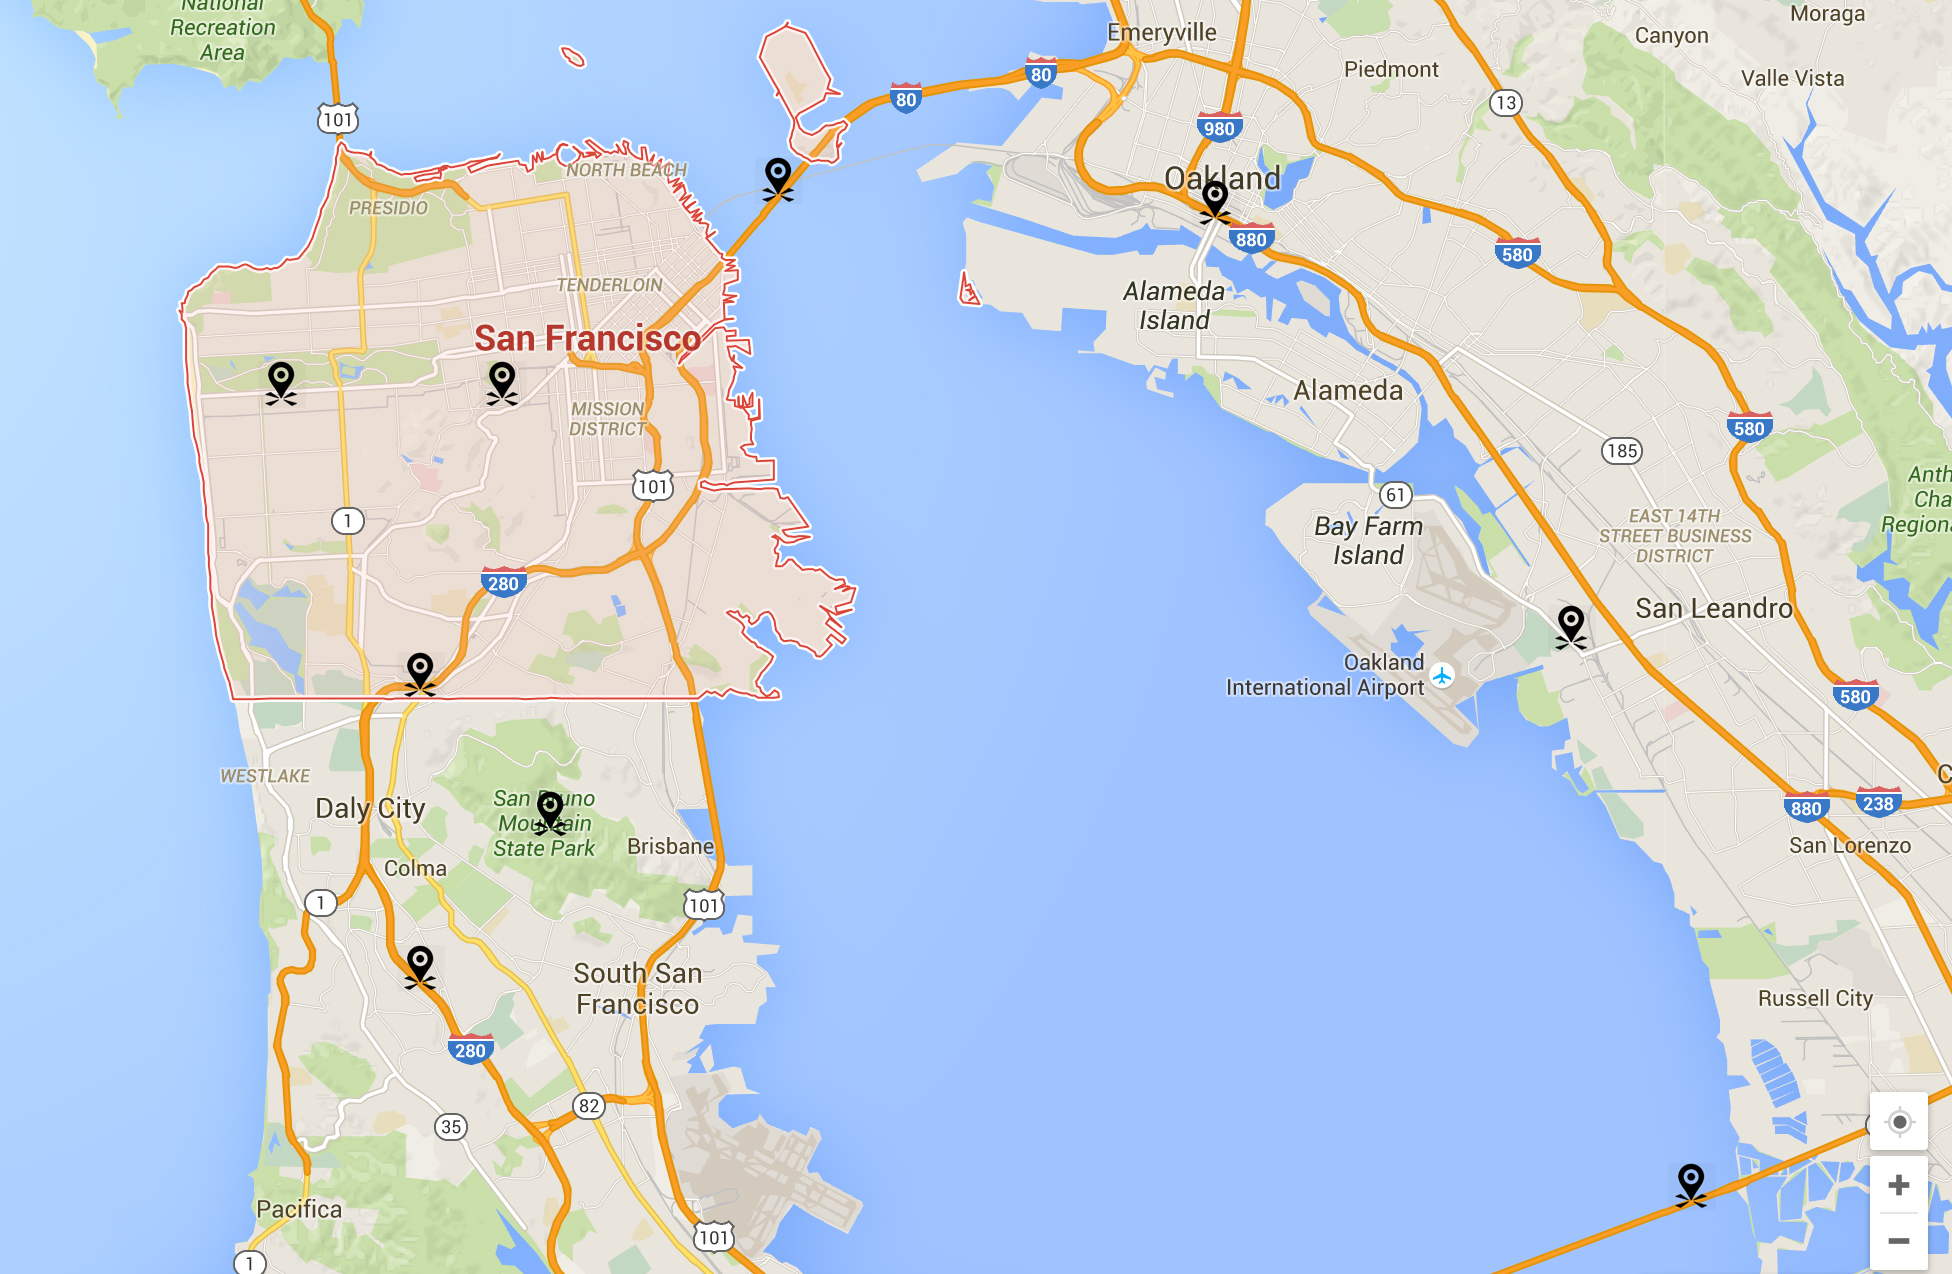 National
Recreation
Area
101
Emeryville
80
80
980
Piedmont
13
Canyon
Moraga
Valle Vista
NORTH BEACH
PRESIDIO
Oakland
880
580
TENDERLOIN
San Francisco
Alameda
Island
Alameda
MISSION
DISTRICT
101
1
280
580
185
61
Bay Farm
Island
EAST 14TH
STREET BUSINESS
DISTRICT
Anth
Cha
Regiona
San Leandro
Oakland
International Airport
580
WESTLAKE
Daly City
San Bruno
Mountain
State Park
Brisbane
Colma
1
101
880
238
C
San Lorenzo
South San
Francisco
Russell City
280
82
35
Pacifica
101
1
+
−